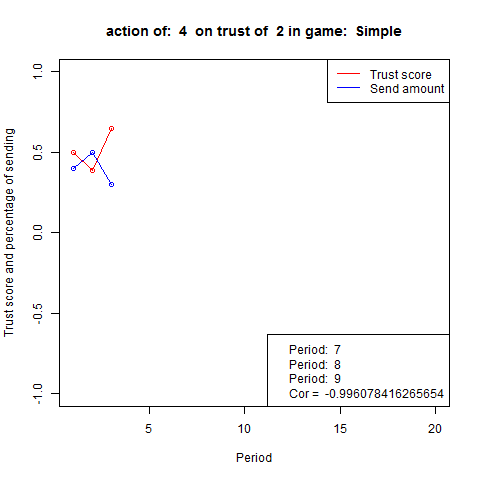 action of:  4  on trust of  2 in game:  Simple
Trust score and percentage of sending
1.0
0.5
0.0
-0.5
-1.0
Trust score
Send amount
Period:  7
Period:  8
Period:  9
Cor =  -0.996078416265654
5
10
15
20
Period